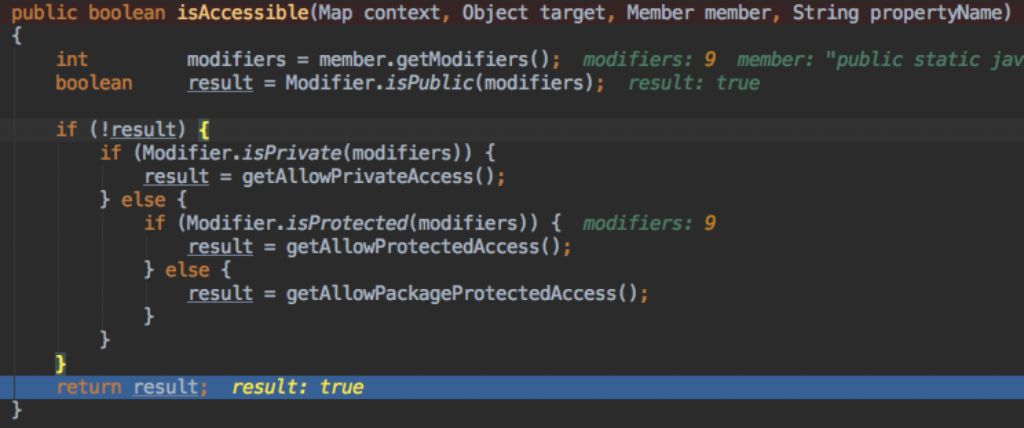 public boolean isAccessible(Map context, Object target, Member member, String propertyName)
{
    int         modifiers = member.getModifiers();  modifiers: 9  member: "public static jav
    boolean     result = Modifier.isPublic(modifiers);  result: true

    if (!result) {
        if (Modifier.isPrivate(modifiers)) {
            result = getAllowPrivateAccess();
        } else {
            if (Modifier.isProtected(modifiers)) {  modifiers: 9
                result = getAllowProtectedAccess();
            } else {
                result = getAllowPackageProtectedAccess();
            }
        }
    }
    return result;  result: true
}